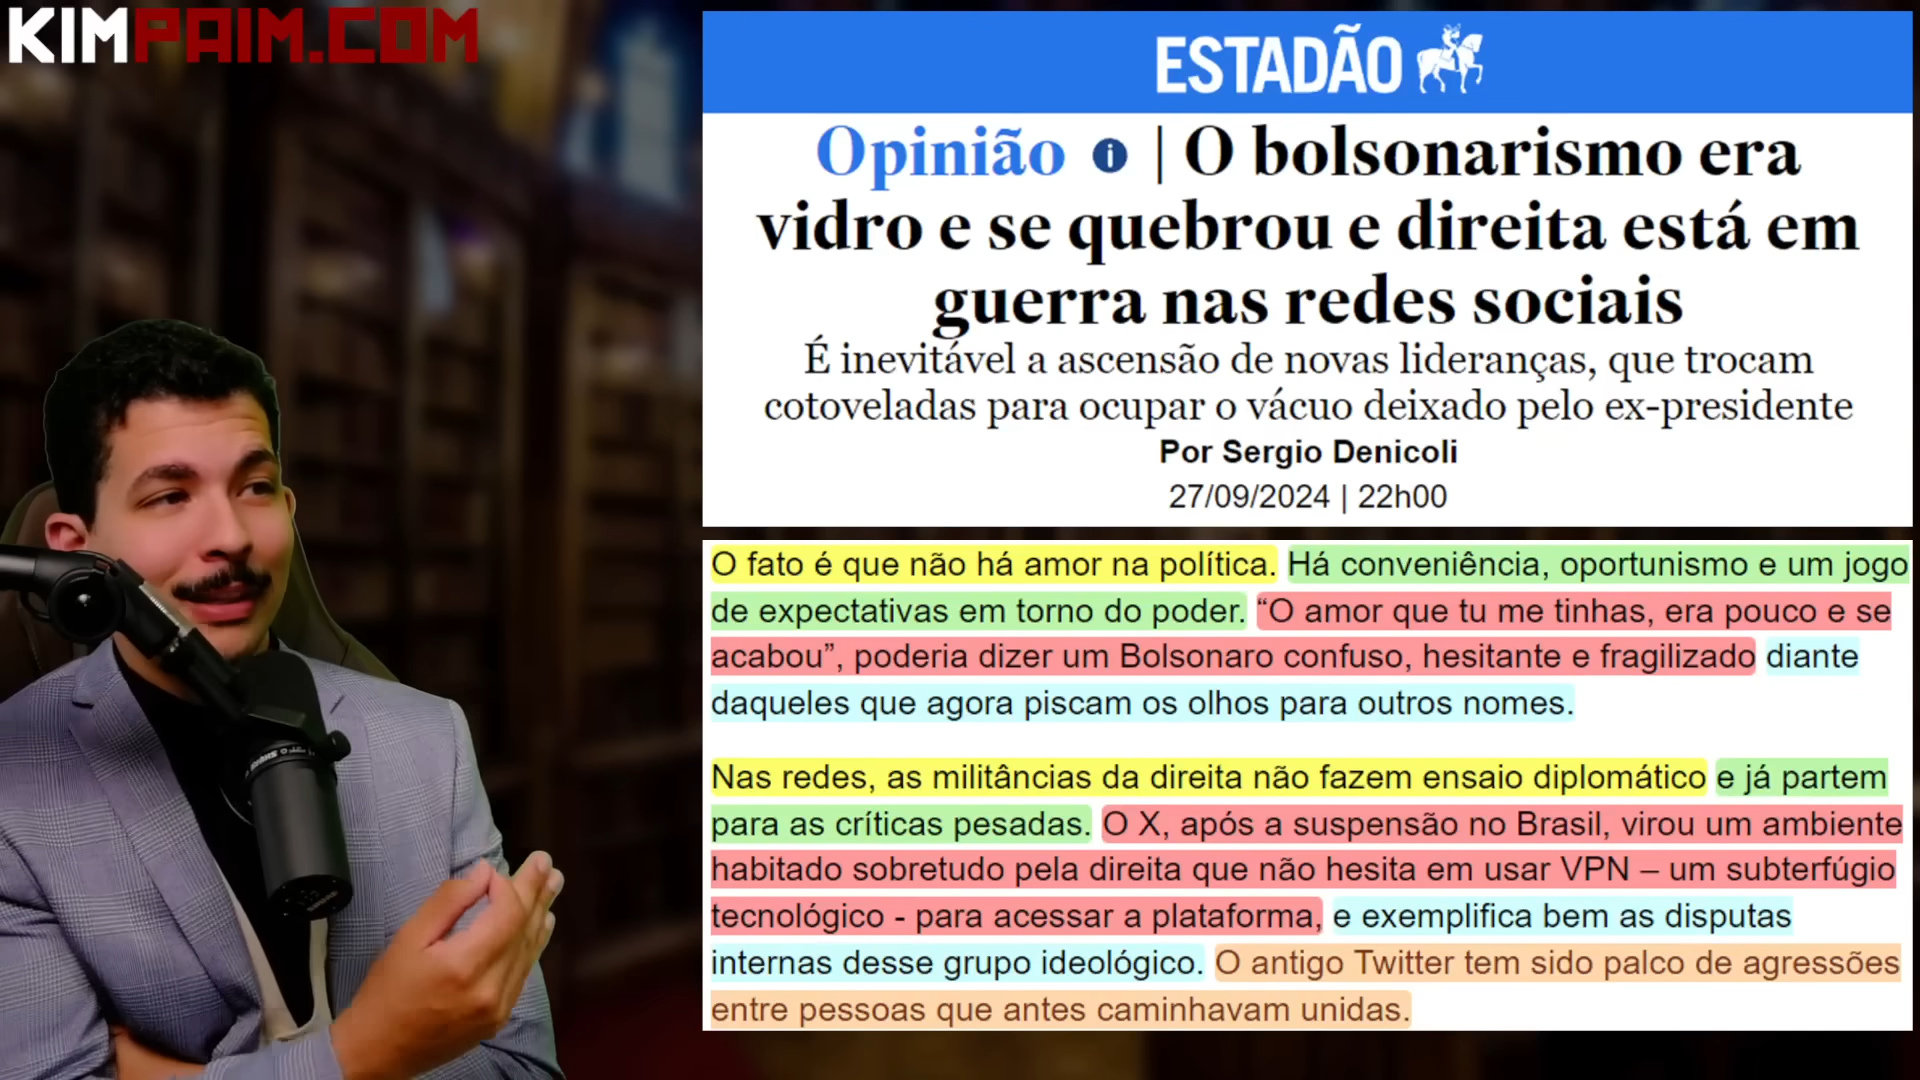 KIMPAIM.COM
ESTADÃO
Opinião i | O bolsonarismo era
vidro e se quebrou e direita está em
guerra nas redes sociais
É inevitável a ascensão de novas lideranças, que trocam
cotoveladas para ocupar o vácuo deixado pelo ex-presidente
Por Sergio Denicoli
27/09/2024 | 22h00
O fato é que não há amor na política. Há conveniência, oportunismo e um jogo
de expectativas em torno do poder. “O amor que tu me tinhas, era pouco e se
acabou”, poderia dizer um Bolsonaro confuso, hesitante e fragilizado diante
daqueles que agora piscam os olhos para outros nomes.
Nas redes, as militâncias da direita não fazem ensaio diplomático e já partem
para as críticas pesadas. O X, após a suspensão no Brasil, virou um ambiente
habitado sobretudo pela direita que não hesita em usar VPN – um subterfúgio
tecnológico - para acessar a plataforma, e exemplifica bem as disputas
internas desse grupo ideológico. O antigo Twitter tem sido palco de agressões
entre pessoas que antes caminhavam unidas.